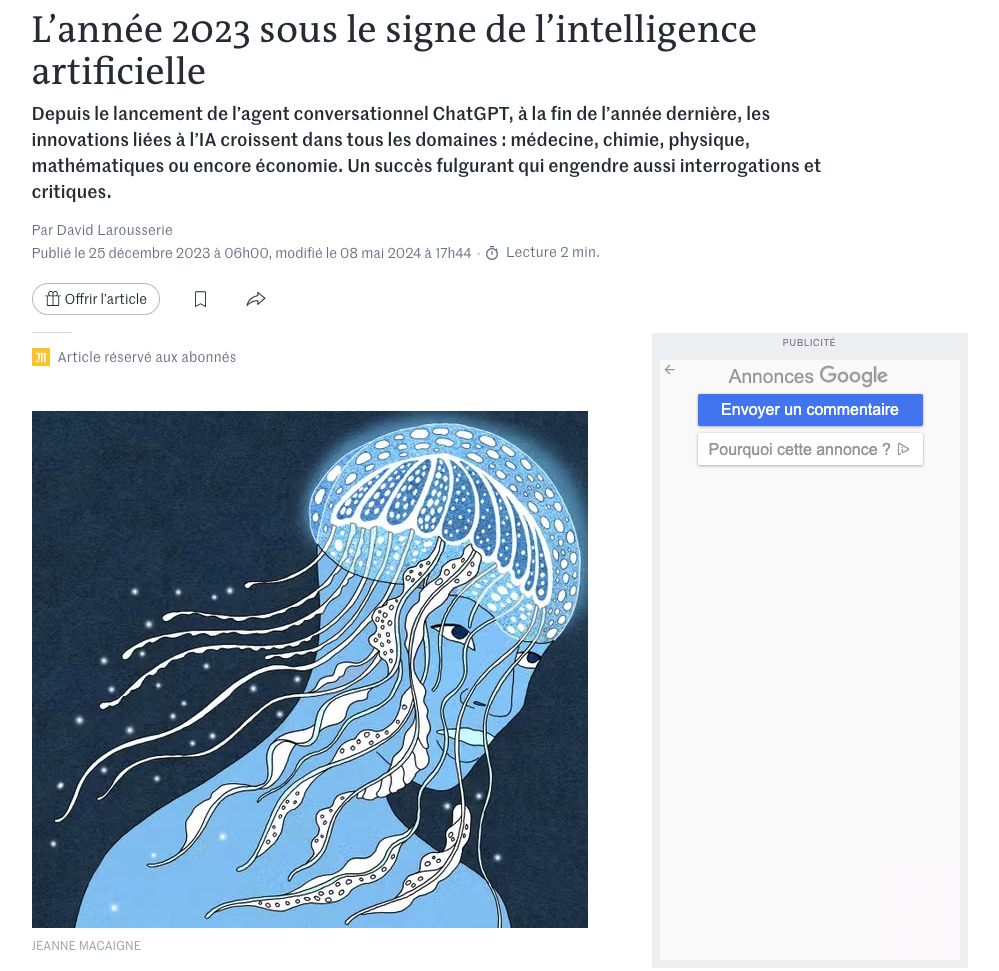 L’année 2023 sous le signe de l’intelligence
artificielle
Depuis le lancement de l’agent conversationnel ChatGPT, à la fin de l’année dernière, les
innovations liées à l’IA croissent dans tous les domaines : médecine, chimie, physique,
mathématiques ou encore économie. Un succès fulgurant qui engendre aussi interrogations et
critiques.
Par David Larousserie
Publié le 25 décembre 2023 à 06h00, modifié le 08 mai 2024 à 17h44 · Lecture 2 min.
Offrir l’article
M Article réservé aux abonnés
PUBLICITÉ
Annonces Google
Envoyer un commentaire
Pourquoi cette annonce ?
JEANNE MACAIGNE